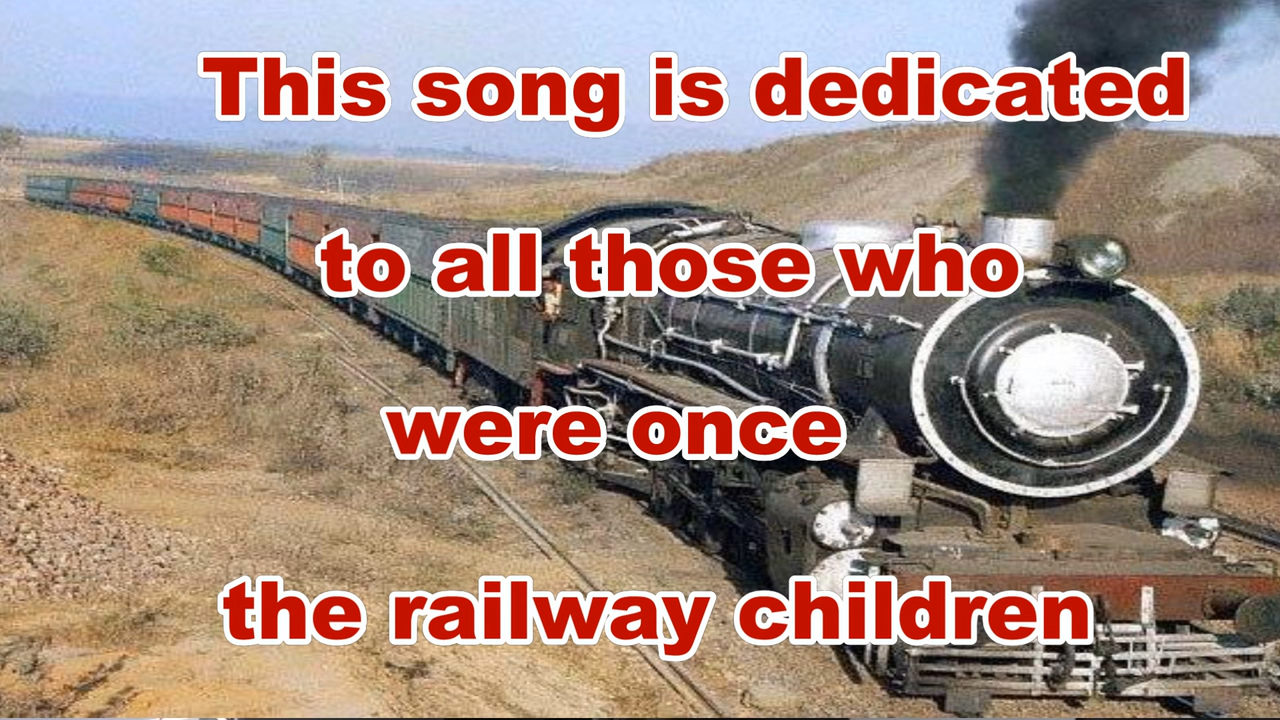 This song is dedicated
to all those who
were once
the railway children